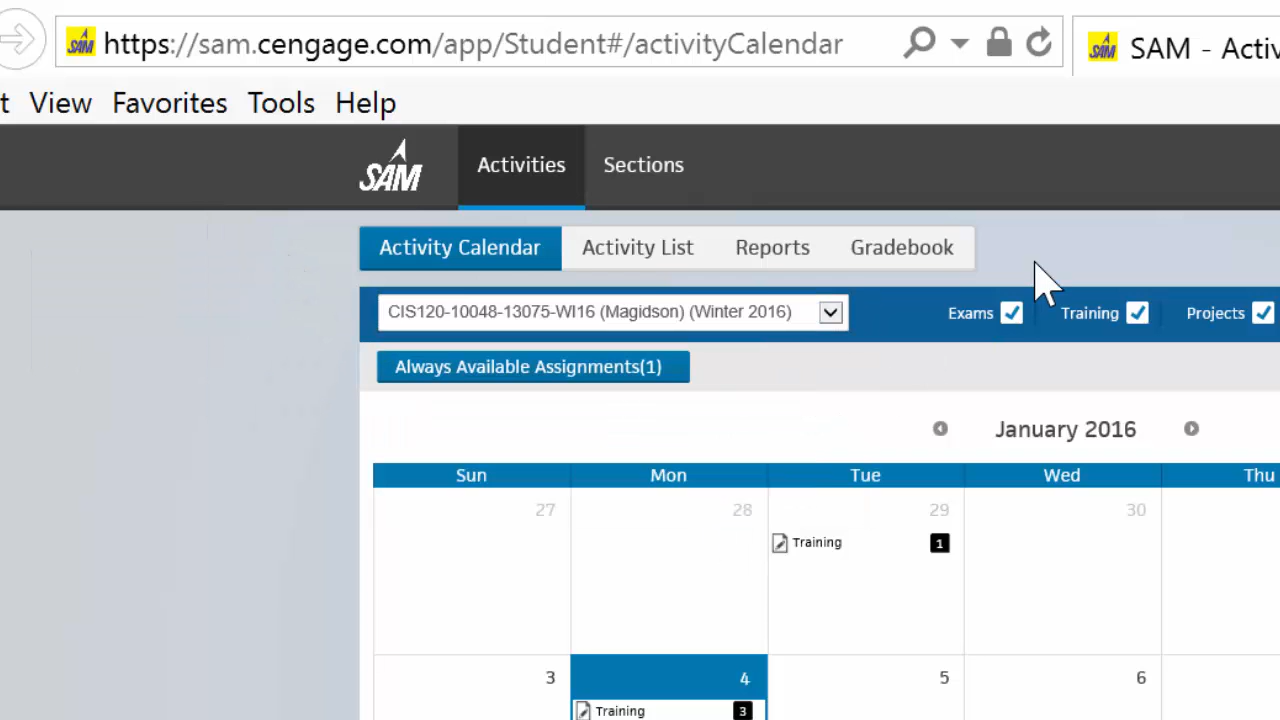 SAM https://sam.cengage.com/app/Student#/activityCalendar SAM - Activ
t View Favorites Tools Help
SAM Activities Sections
Activity Calendar Activity List Reports Gradebook
CIS120-10048-13075-WI16 (Magidson) (Winter 2016) Exams Training Projects
Always Available Assignments(1)
January 2016
Sun Mon Tue Wed Thu
27 28 29 30
Training 1
3 4 5 6
Training 3